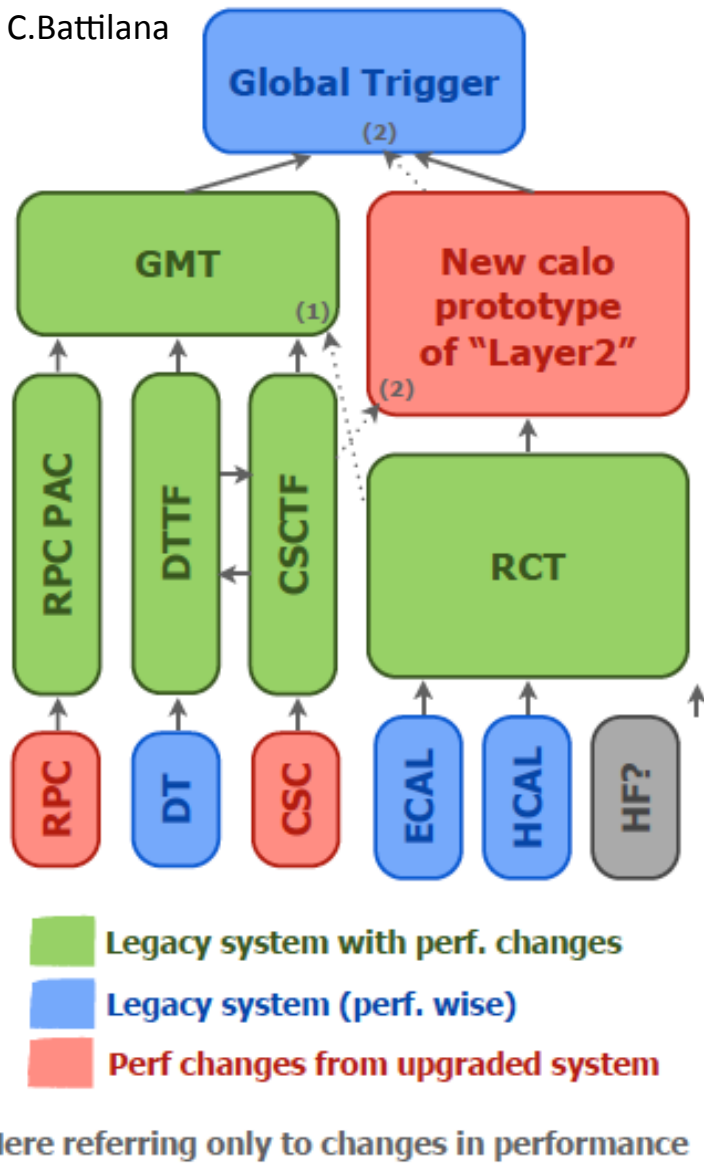 C.Battilana
Global Trigger
(2)
GMT
(1)
New calo
prototype
of “Layer2”
(2)
RPC PAC
DTTF
CSCTF
RCT
RPC
DT
CSC
ECAL
HCAL
HF?
Legacy system with perf. changes
Legacy system (perf. wise)
Perf changes from upgraded system
referring only to changes in performance